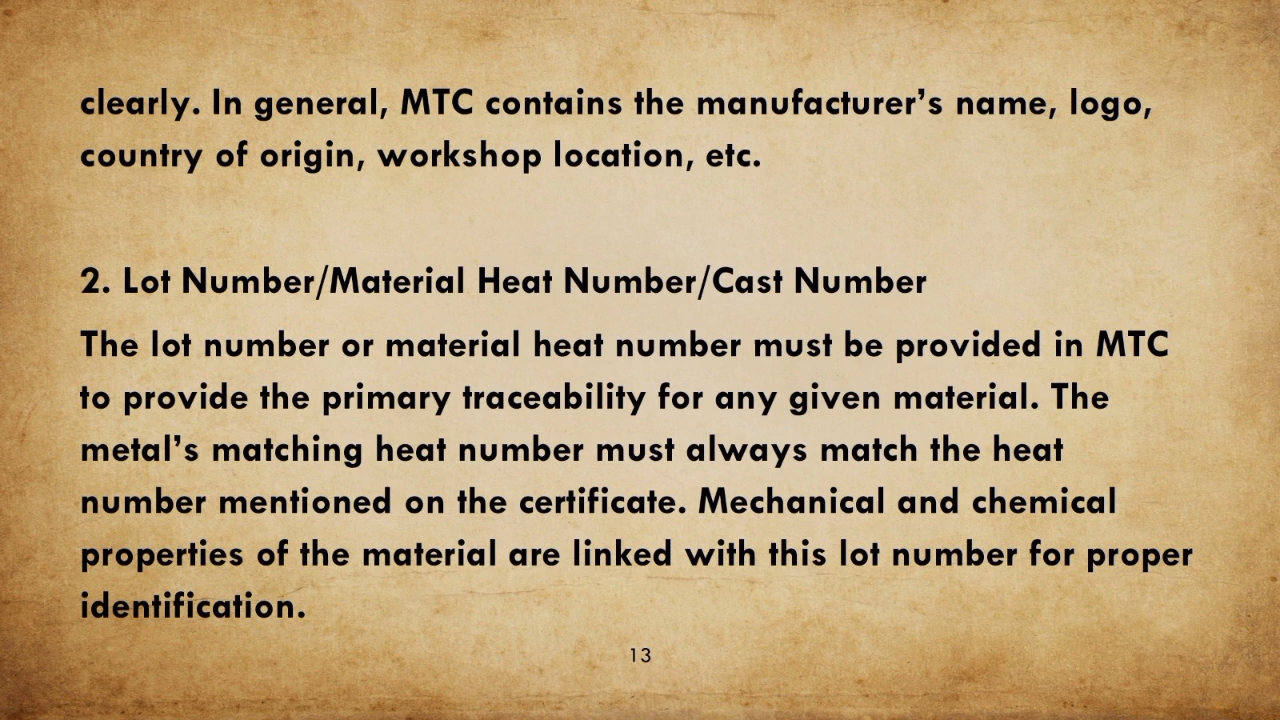 clearly. In general, MTC contains the manufacturer’s name, logo,
country of origin, workshop location, etc.
2. Lot Number/Material Heat Number/Cast Number
The lot number or material heat number must be provided in MTC
to provide the primary traceability for any given material. The
metal’s matching heat number must always match the heat
number mentioned on the certificate. Mechanical and chemical
properties of the material are linked with this lot number for proper
identification.
13